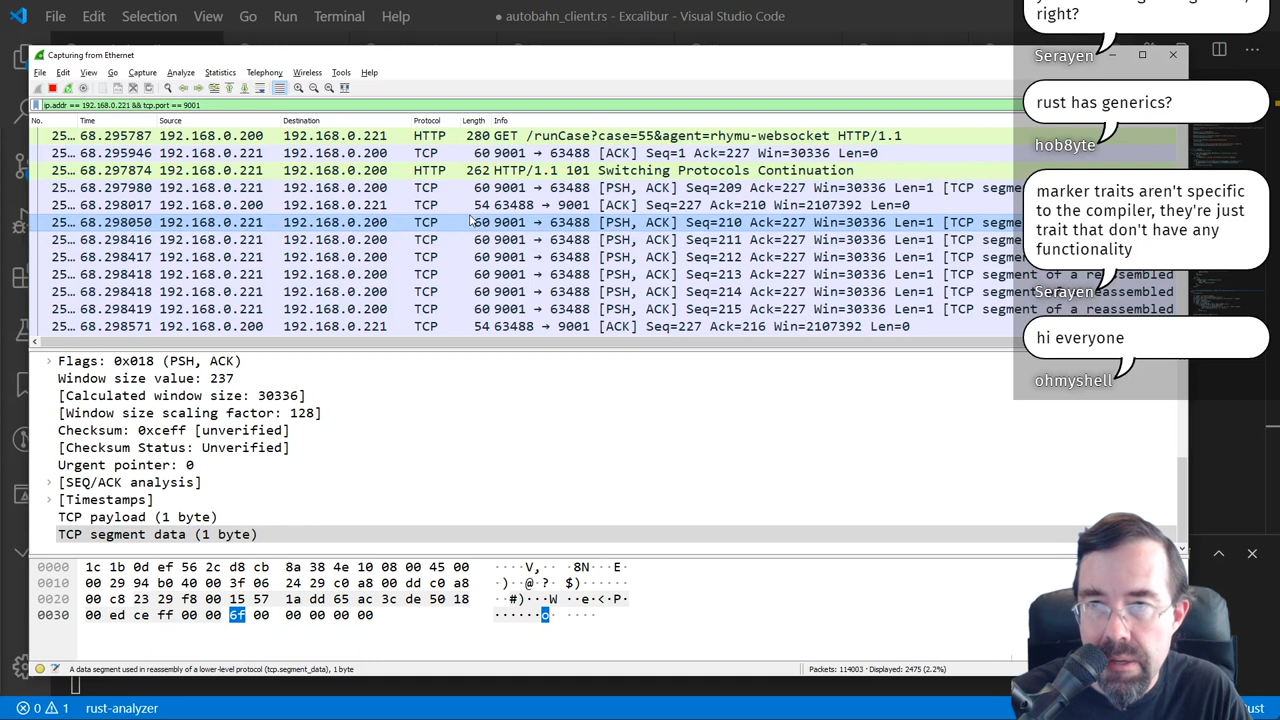 File Edit Selection View Go Run Terminal Help
● autobahn_client.rs - Excalibur - Visual Studio Code
right?
Serayen
rust has generics?
hob8yte
marker traits aren't specific
to the compiler, they're just
trait that don't have any
functionality
Serayen
hi everyone
ohmyshell
Capturing from Ethernet
File Edit View Go Capture Analyze Statistics Telephony Wireless Tools Help
ip.addr == 192.168.0.221 && tcp.port == 9001
No. Time Source Destination Protocol Length Info
25… 68.295787 192.168.0.200 192.168.0.221 HTTP 280 GET /runCase?case=55&agent=rhymu-websocket HTTP/1.1
25… 68.295949 192.168.0.221 192.168.0.200 TCP 60 9001 → 63488 [ACK] Seq=1 Ack=227 Win=30336 Len=0
25… 68.297874 192.168.0.221 192.168.0.200 HTTP 262 HTTP/1.1 101 Switching Protocols Continuation
25… 68.297980 192.168.0.221 192.168.0.200 TCP 60 9001 → 63488 [PSH, ACK] Seq=209 Ack=227 Win=30336 Len=1 [TCP segme
25… 68.298017 192.168.0.200 192.168.0.221 TCP 54 63488 → 9001 [ACK] Seq=227 Ack=210 Win=2107392 Len=0
25… 68.298050 192.168.0.221 192.168.0.200 TCP 60 9001 → 63488 [PSH, ACK] Seq=210 Ack=227 Win=30336 Len=1 [TCP segme
25… 68.298416 192.168.0.221 192.168.0.200 TCP 60 9001 → 63488 [PSH, ACK] Seq=211 Ack=227 Win=30336 Len=1 [TCP segme
25… 68.298417 192.168.0.221 192.168.0.200 TCP 60 9001 → 63488 [PSH, ACK] Seq=212 Ack=227 Win=30336 Len=1 [TCP segme
25… 68.298418 192.168.0.221 192.168.0.200 TCP 60 9001 → 63488 [PSH, ACK] Seq=213 Ack=227 Win=30336 Len=1 [TCP segment of a reassembled
25… 68.298418 192.168.0.221 192.168.0.200 TCP 60 9001 → 63488 [PSH, ACK] Seq=214 Ack=227 Win=30336 Len=1 [TCP segment reassembled
25… 68.298419 192.168.0.221 192.168.0.200 TCP 60 9001 → 63488 [PSH, ACK] Seq=215 Ack=227 Win=30336 Len=1 [TCP segment of a reassembled
25… 68.298571 192.168.0.200 192.168.0.221 TCP 54 63488 → 9001 [ACK] Seq=227 Ack=216 Win=2107392 Len=0
Flags: 0x018 (PSH, ACK)
Window size value: 237
[Calculated window size: 30336]
[Window size scaling factor: 128]
Checksum: 0xceff [unverified]
[Checksum Status: Unverified]
Urgent pointer: 0
[SEQ/ACK analysis]
[Timestamps]
TCP payload (1 byte)
TCP segment data (1 byte)
0000 1c 1b 0d ef 56 2c d8 cb 8a 38 4e 10 08 00 45 00 ····V,·· ·8N···E·
0010 00 29 94 b0 40 00 3f 06 24 29 c0 a8 00 dd c0 a8 ·)··@·?· $)······
0020 00 c8 23 29 f8 00 15 57 1a dd 65 ac 3c de 50 18 ··#)···W ··e·<·P·
0030 00 ed ce ff 00 00 6f 00 00 00 00 00 ······o· ····
A data segment used in reassembly of a lower-level protocol (tcp.segment_data), 1 byte
Packets: 114003 · Displayed: 2475 (2.2%)
0 1 rust-analyzer